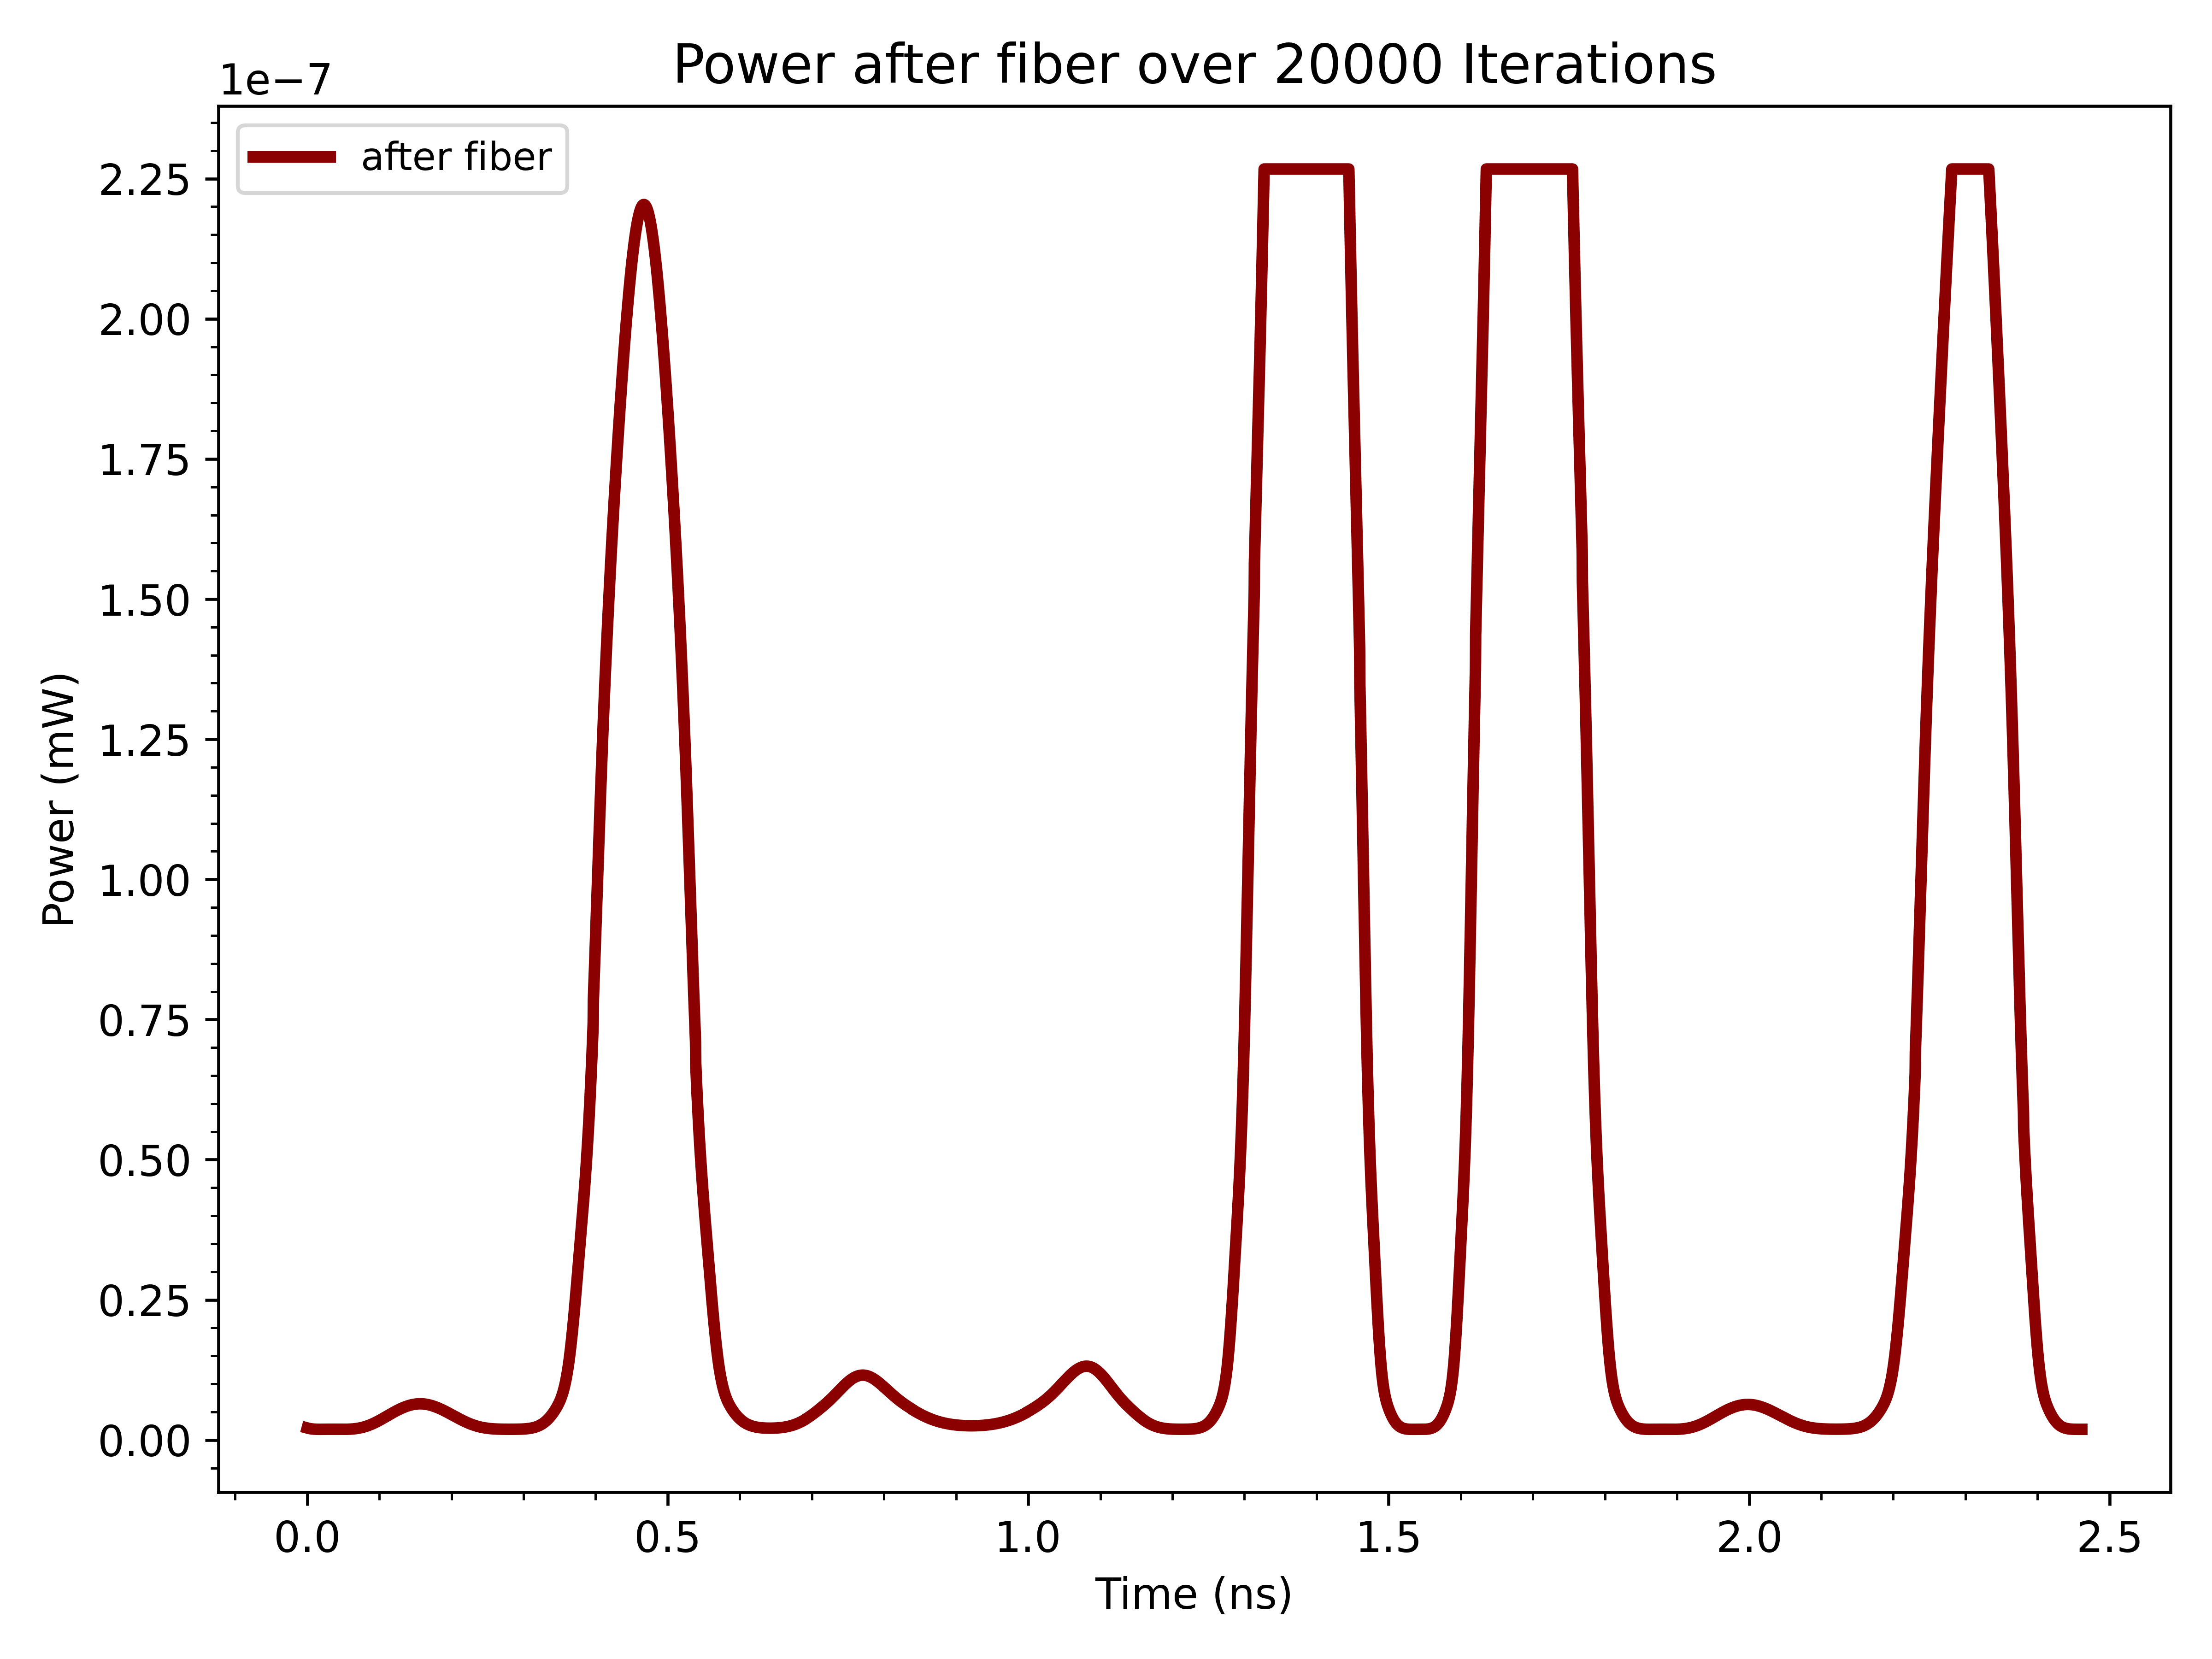 Power after fiber over 20000 Iterations
1e−7
after fiber
2.25
2.00
1.75
1.50
1.25
1.00
0.75
0.50
0.25
0.00
Power (mW)
0.0 0.5 1.0 1.5 2.0 2.5
Time (ns)